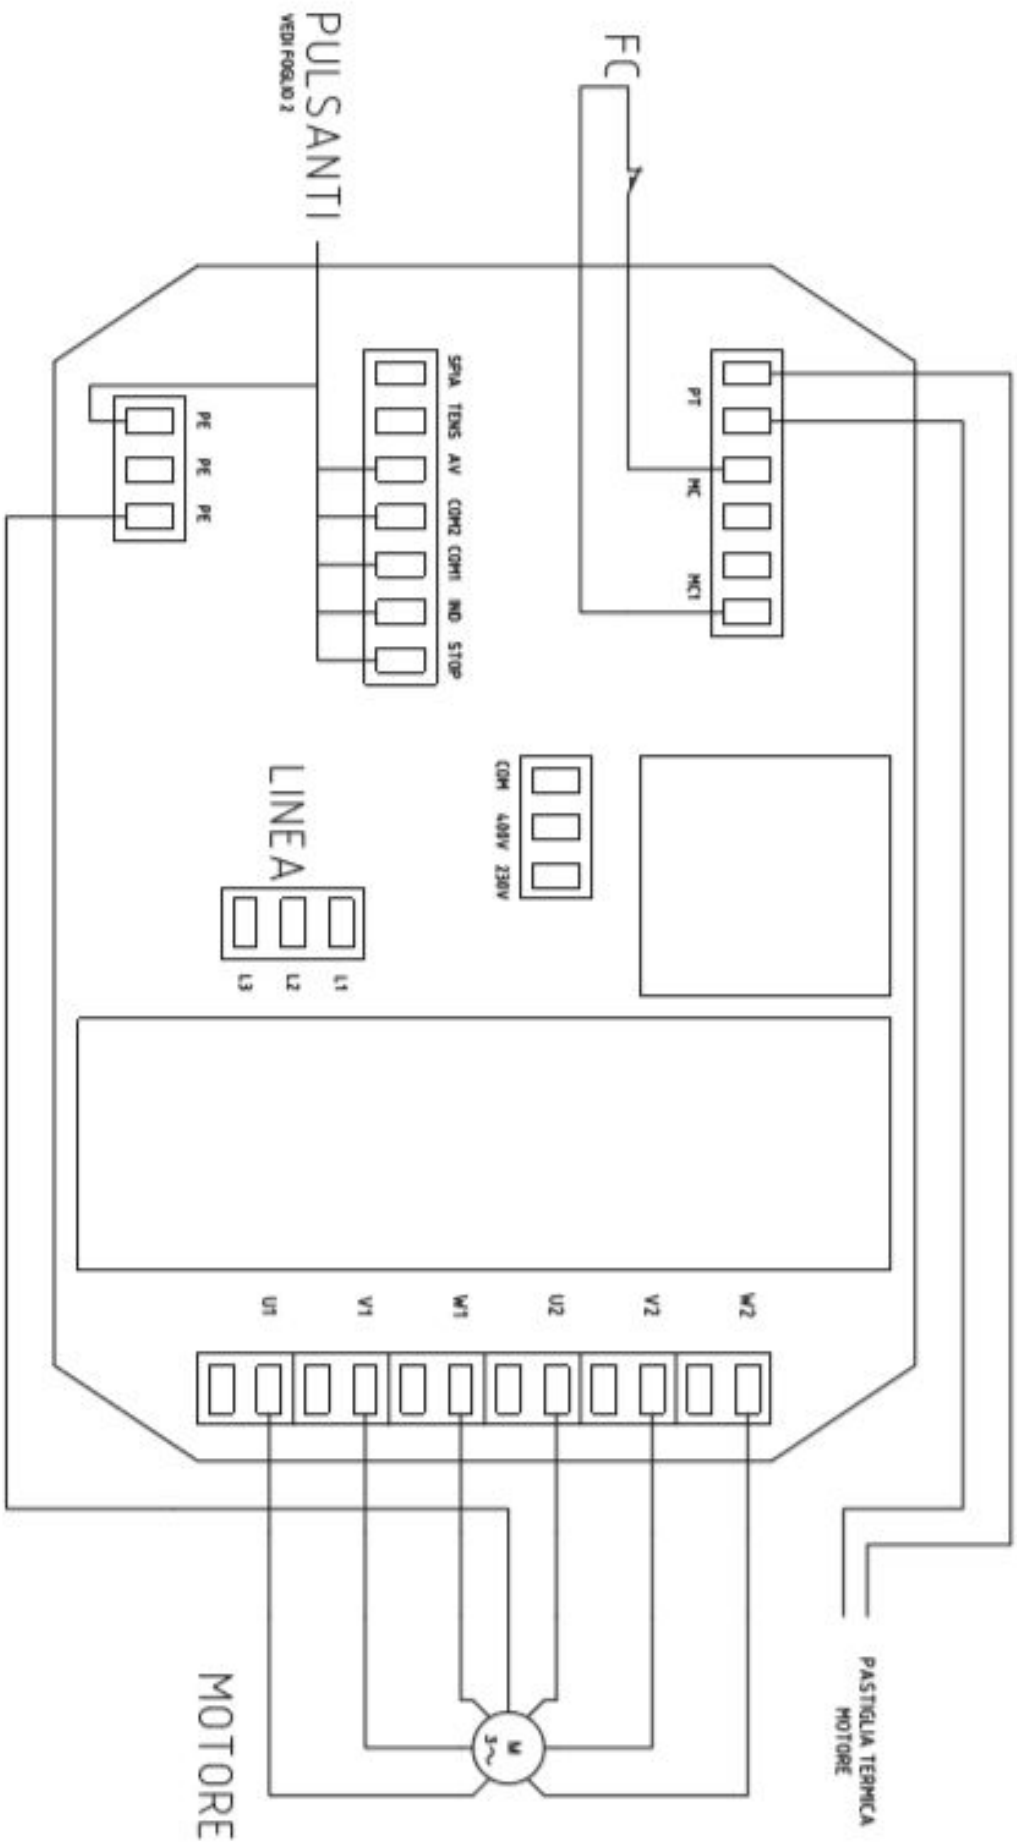 PASTIGLIA TERMICA
MOTORE
FC
PT
MC
MC1
W2
V2
U2
W1
V1
U1
COM 400V 230V
M
3~
SPIA TENS AV COM2 COM1 IND STOP
L1
L2
L3
LINEA
PULSANTI
VEDI FOGLIO 2
PE PE PE
MOTORE